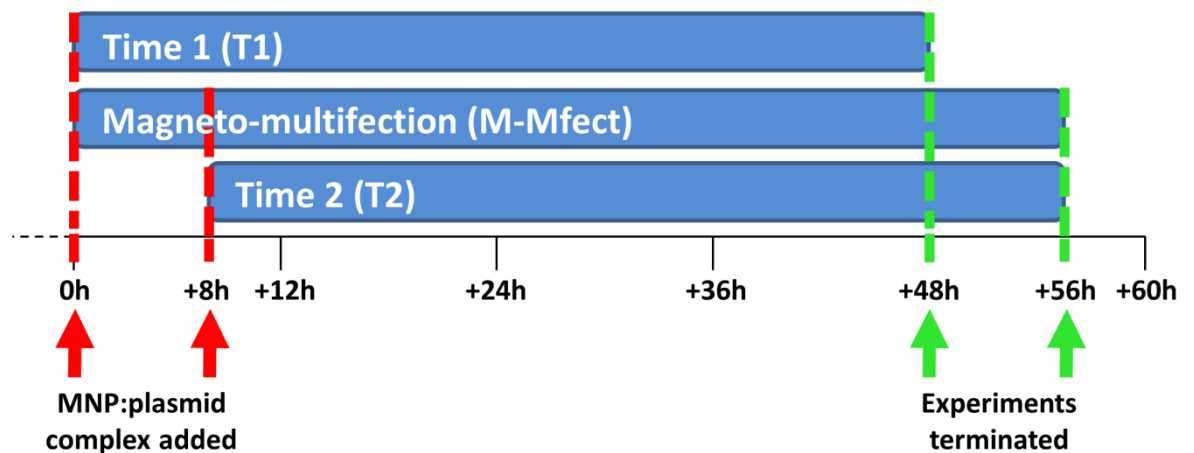 Time 1 (T1)
Magneto-multifection (M-Mfect)
Time 2 (T2)
0h +8h +12h +24h +36h +48h +56h +60h
MNP:plasmid
complex added
Experiments
terminated